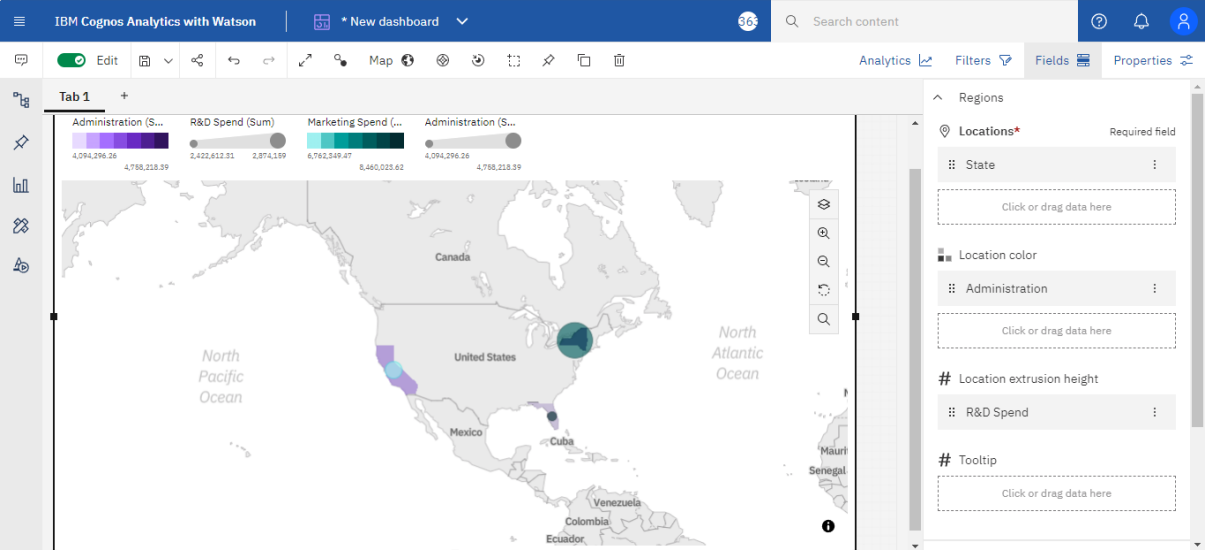 IBM Cognos Analytics with Watson
* New dashboard
363
Search content
Edit
Map
Analytics
Filters
Fields
Properties
Tab 1
+
Administration (S...
R&D Spend (Sum)
Marketing Spend (...
Administration (S...
4,094,296.26
4,758,218.39
2,422,612.31
2,874,189
6,762,349.47
8,460,023.62
4,094,296.26
4,758,218.39
Canada
United States
Mexico
Cuba
Venezuela
Colombia
Ecuador
North
Pacific
Ocean
North
Atlantic
Ocean
Mauri
Senegal
Regions
Locations*
Required field
State
Click or drag data here
Location color
Administration
Click or drag data here
# Location extrusion height
R&D Spend
# Tooltip
Click or drag data here